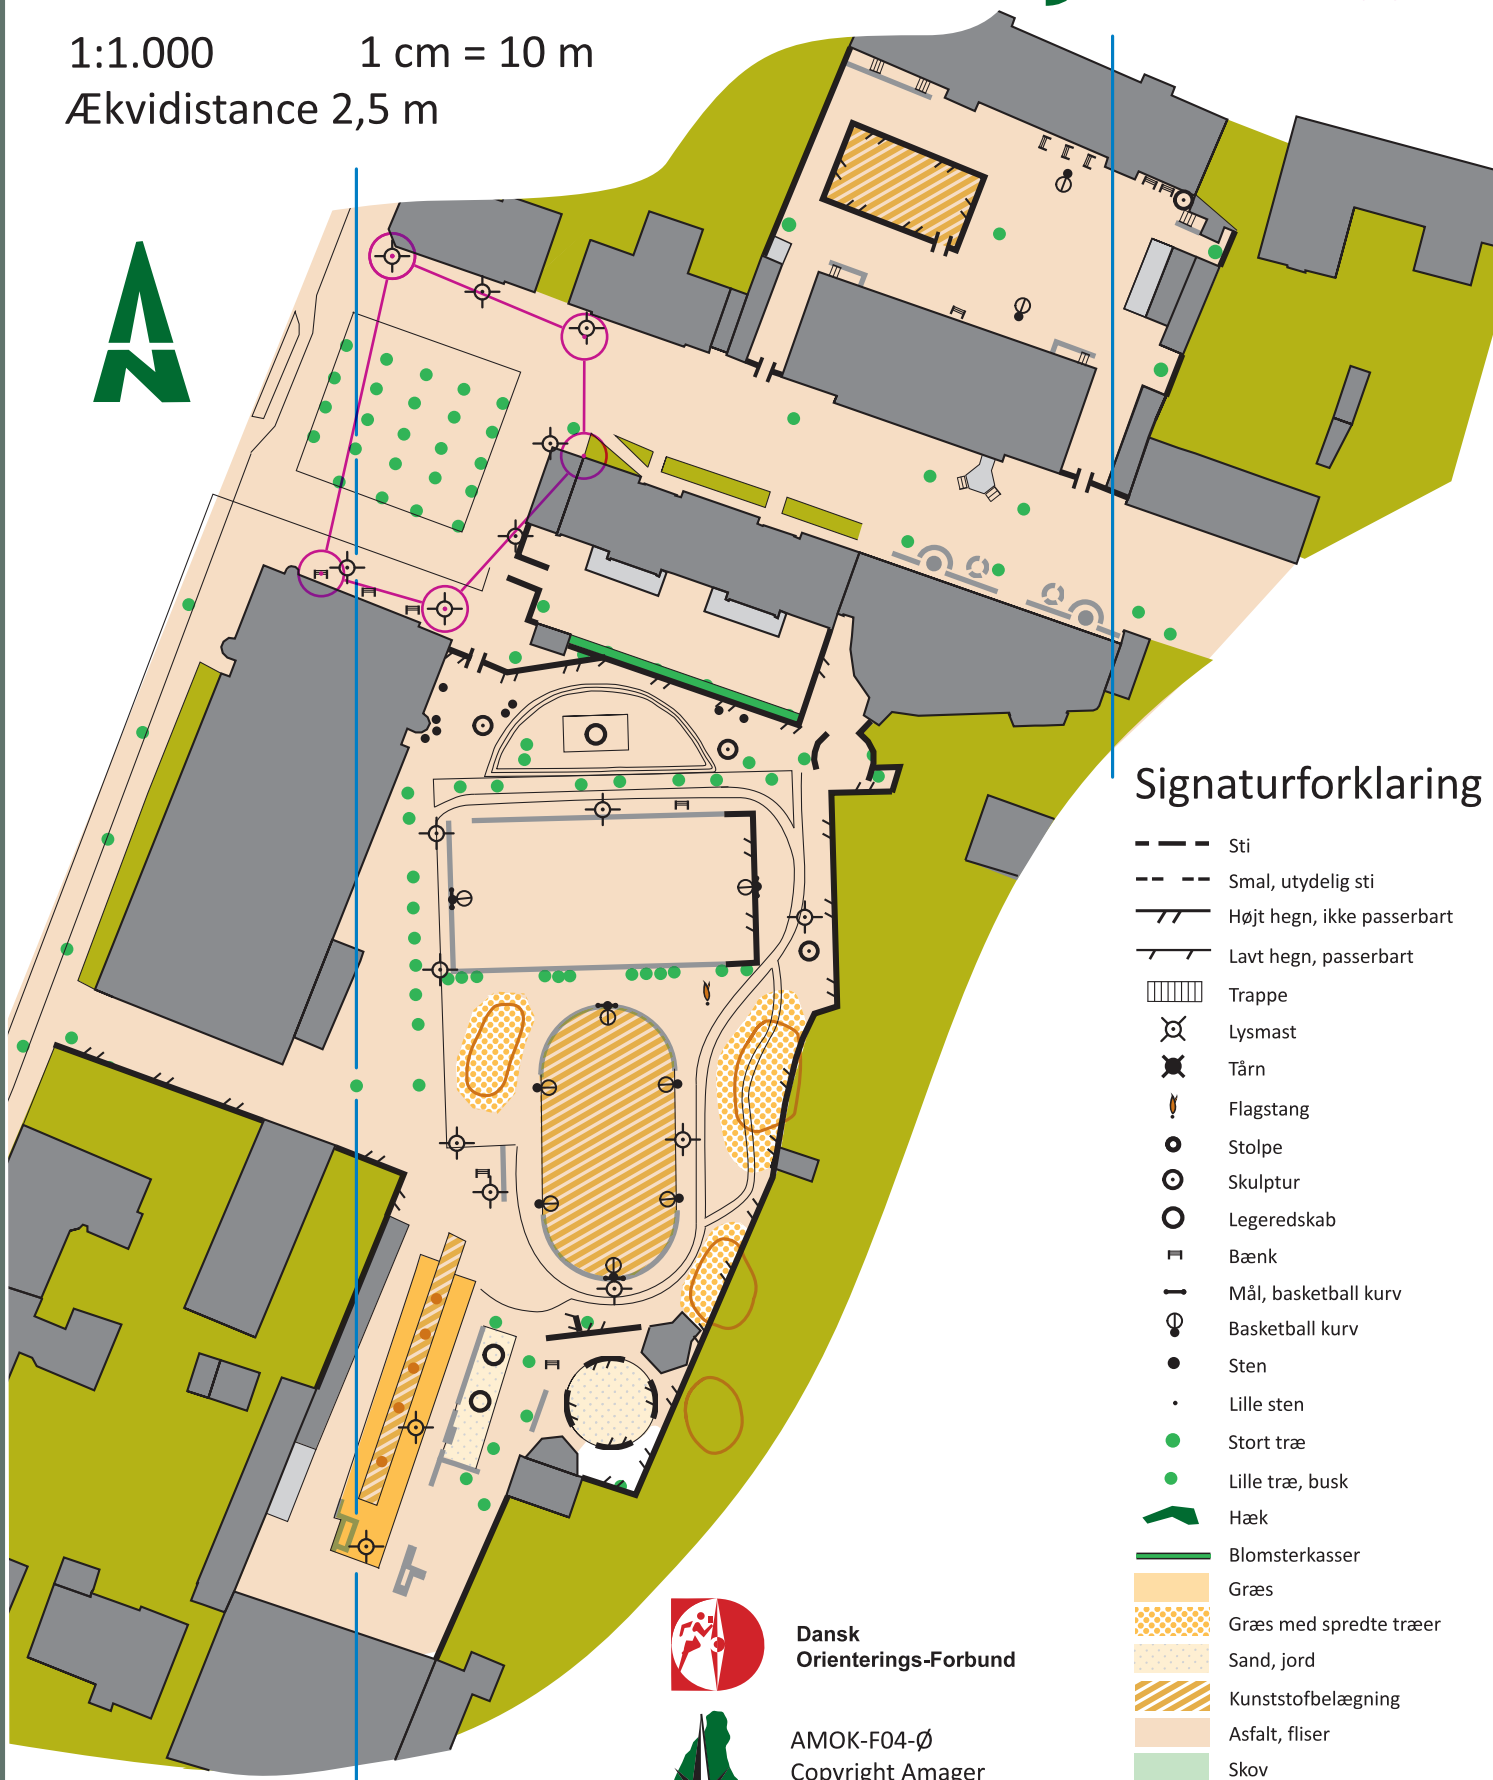 1:1.000 1 cm = 10 m
Ækvidistance 2,5 m
N
Signaturforklaring
Sti
Smal, utydelig sti
Højt hegn, ikke passerbart
Lavt hegn, passerbart
Trappe
Lysmast
Tårn
Flagstang
Stolpe
Skulptur
Legeredskab
Bænk
Mål, basketball kurv
Basketball kurv
Sten
Lille sten
Stort træ
Lille træ, busk
Hæk
Blomsterkasser
Græs
Græs med spredte træer
Sand, jord
Kunststofbelægning
Asfalt, fliser
Skov
Dansk
Orienterings-Forbund
AMOK-F04-Ø
Copyright Amager